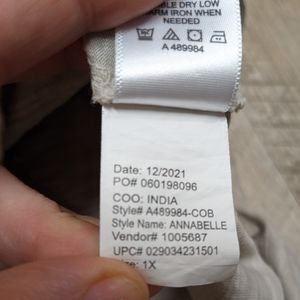 BLE DRY LOW
ARM IRON WHEN
NEEDED
A 489984
Date: 12/2021
PO# 060198096
COO: INDIA
Style# A489984-COB
Style Name: ANNABELLE
Vendor# 1005687
UPC# 029034231501
1X